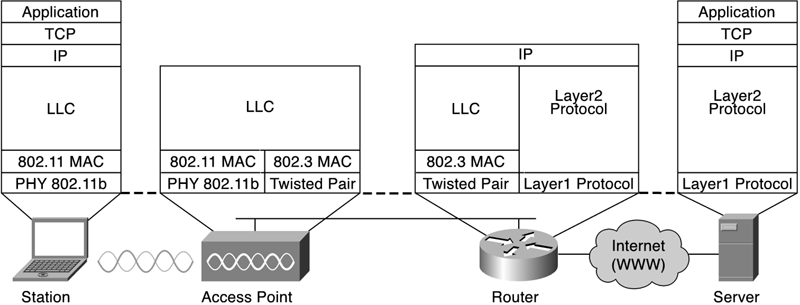 Application
TCP
IP
LLC
802.11 MAC
PHY 802.11b
LLC
802.11 MAC
802.3 MAC
PHY 802.11b
Twisted Pair
IP
LLC
Layer2
Protocol
802.3 MAC
Twisted Pair
Layer1 Protocol
Application
TCP
IP
Layer2
Protocol
Layer1 Protocol
Station
Access Point
Router
Internet
(WWW)
Server